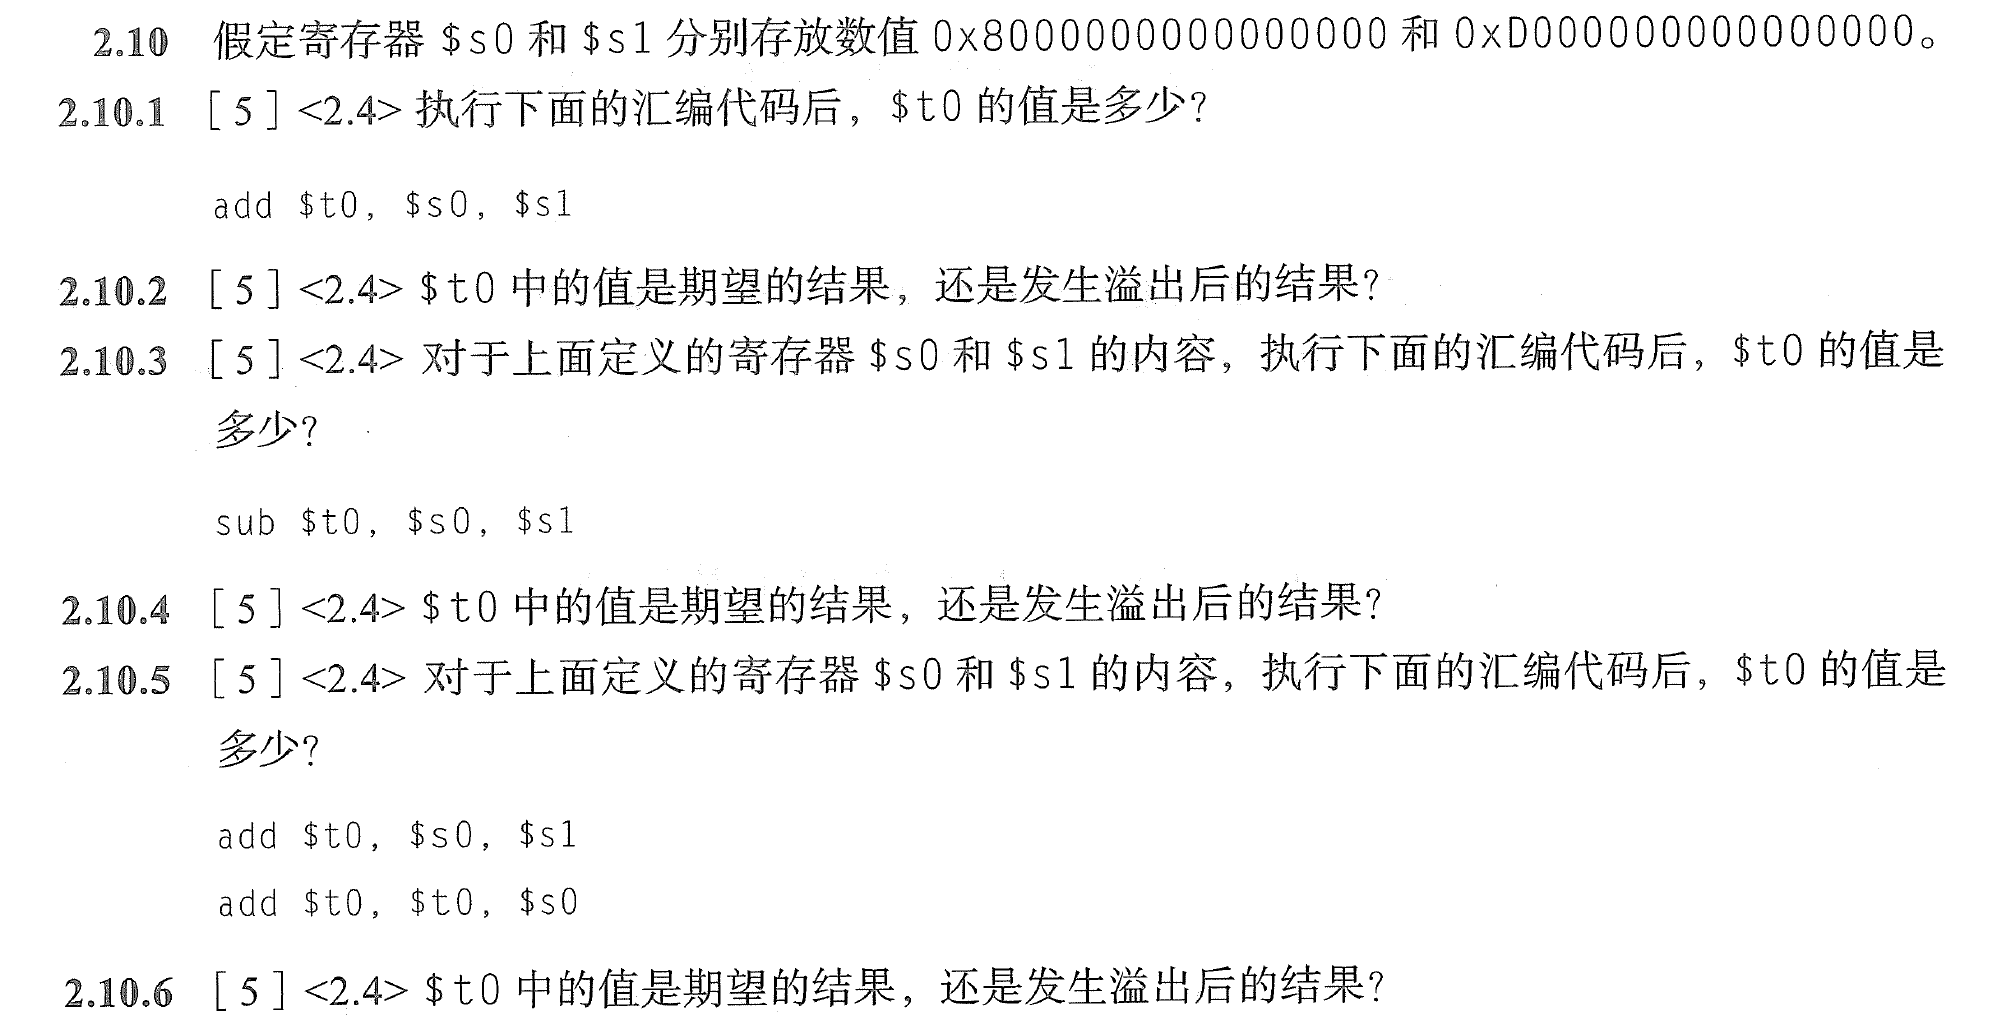 2.10 假定寄存器 $s0 和 $s1 分别存放数值 0x8000000000000000 和 0xD000000000000000。
2.10.1 [5] <2.4> 执行下面的汇编代码后，$t0 的值是多少？
add $t0, $s0, $s1
2.10.2 [5] <2.4> $t0 中的值是期望的结果，还是发生溢出后的结果？
2.10.3 [5] <2.4> 对于上面定义的寄存器 $s0 和 $s1 的内容，执行下面的汇编代码后，$t0 的值是
多少？
sub $t0, $s0, $s1
2.10.4 [5] <2.4> $t0 中的值是期望的结果，还是发生溢出后的结果？
2.10.5 [5] <2.4> 对于上面定义的寄存器 $s0 和 $s1 的内容，执行下面的汇编代码后，$t0 的值是
多少？
add $t0, $s0, $s1
add $t0, $t0, $s0
2.10.6 [5] <2.4> $t0 中的值是期望的结果，还是发生溢出后的结果？